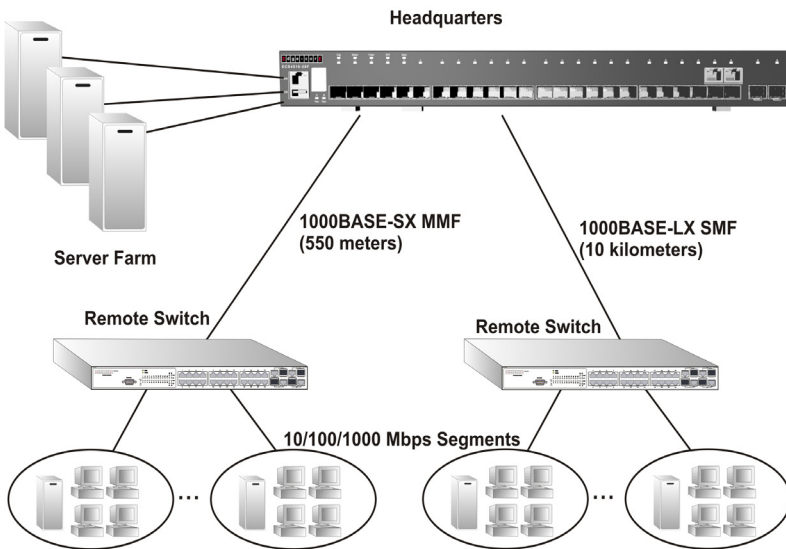 Headquarters
1000BASE-SX MMF
(550 meters)
1000BASE-LX SMF
(10 kilometers)
Server Farm
Remote Switch
Remote Switch
10/100/1000 Mbps Segments
...
...